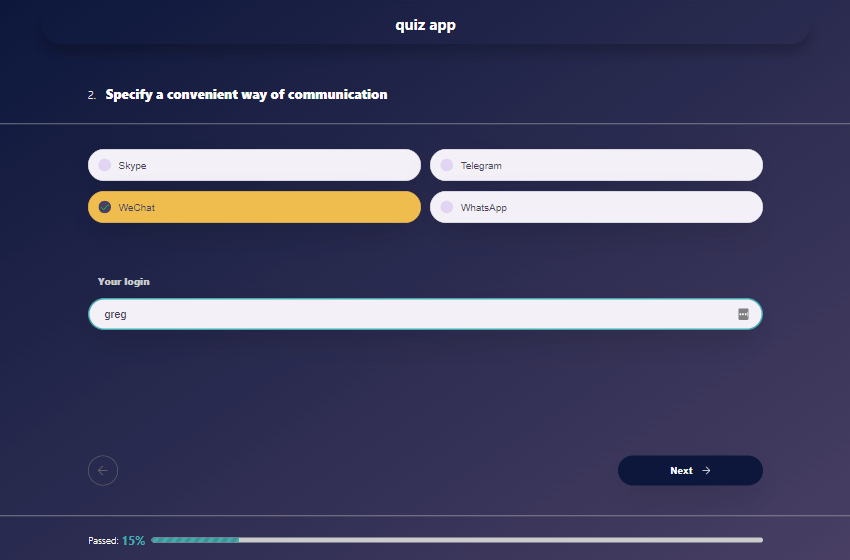 quiz app
2. Specify a convenient way of communication
Skype
Telegram
WeChat
WhatsApp
Your login
greg
Next
Passed: 15%